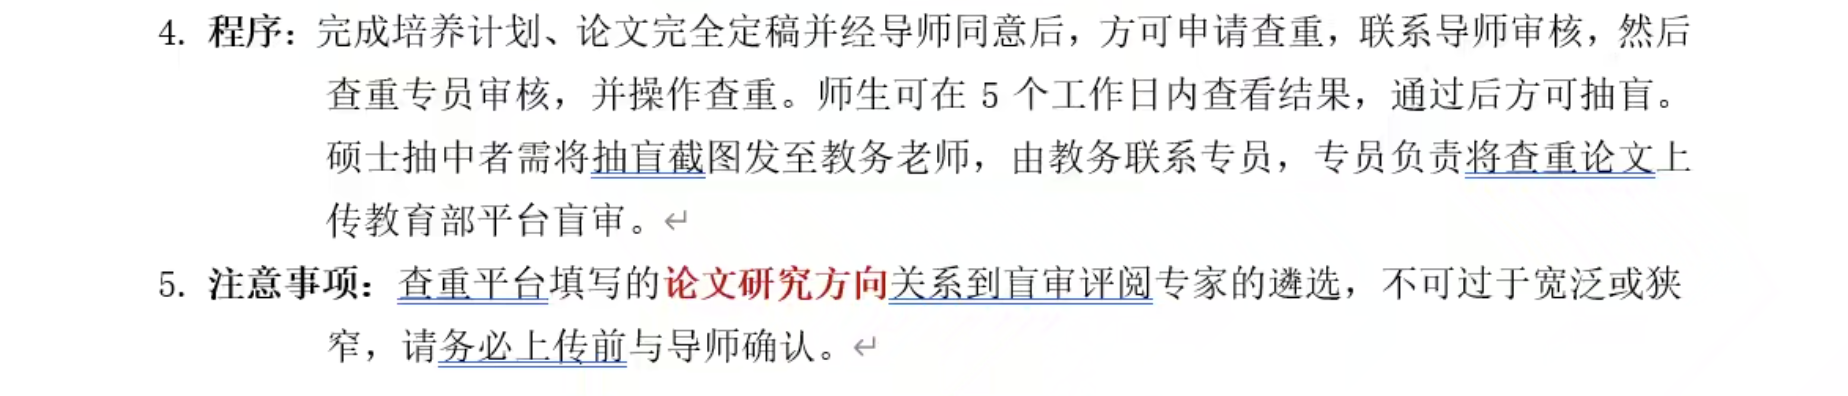 4. 程序：完成培养计划、论文完全定稿并经导师同意后，方可申请查重，联系导师审核，然后
查重专员审核，并操作查重。师生可在 5 个工作日内查看结果，通过后方可抽盲。
硕士抽中者需将抽盲截图发至教务老师，由教务联系专员，专员负责将查重论文上
传教育部平台盲审。↵
5. 注意事项：查重平台填写的论文研究方向关系到盲审评阅专家的遴选，不可过于宽泛或狭
窄，请务必上传前与导师确认。↵